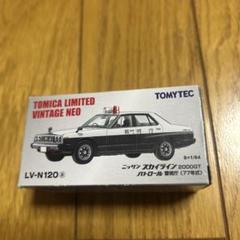 TOMICA LIMITED
VINTAGE NEO
TOMYTEC
S=1/64
LV-N120 a
ニッサン スカイライン 2000GT
パトロールカー 警視庁 (77年式)